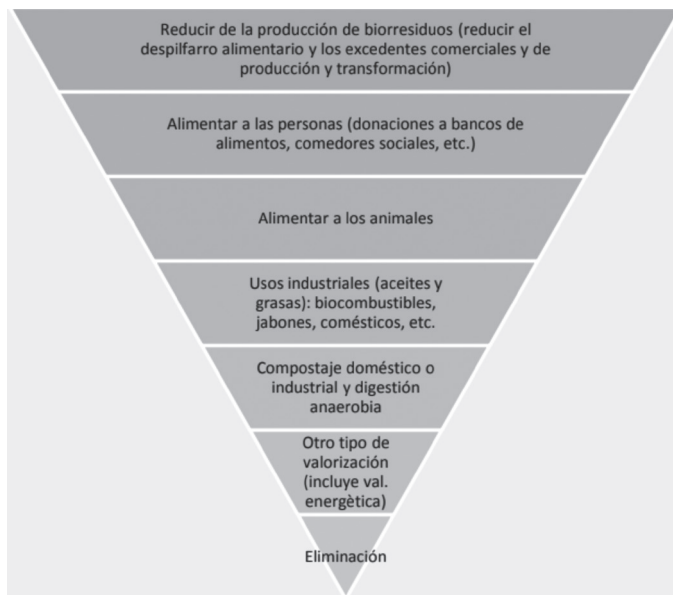 Reducir de la producción de biorresiduos (reducir el
despilfarro alimentario y los excedentes comerciales y de
producción y transformación)
Alimentar a las personas (donaciones a bancos de
alimentos, comedores sociales, etc.)
Alimentar a los animales
Usos industriales (aceites y
grasas): biocombustibles,
jabones, comésticos, etc.
Compostaje doméstico o
industrial y digestión
anaerobia
Otro tipo de
valorización
(incluye val.
energètica)
Eliminación